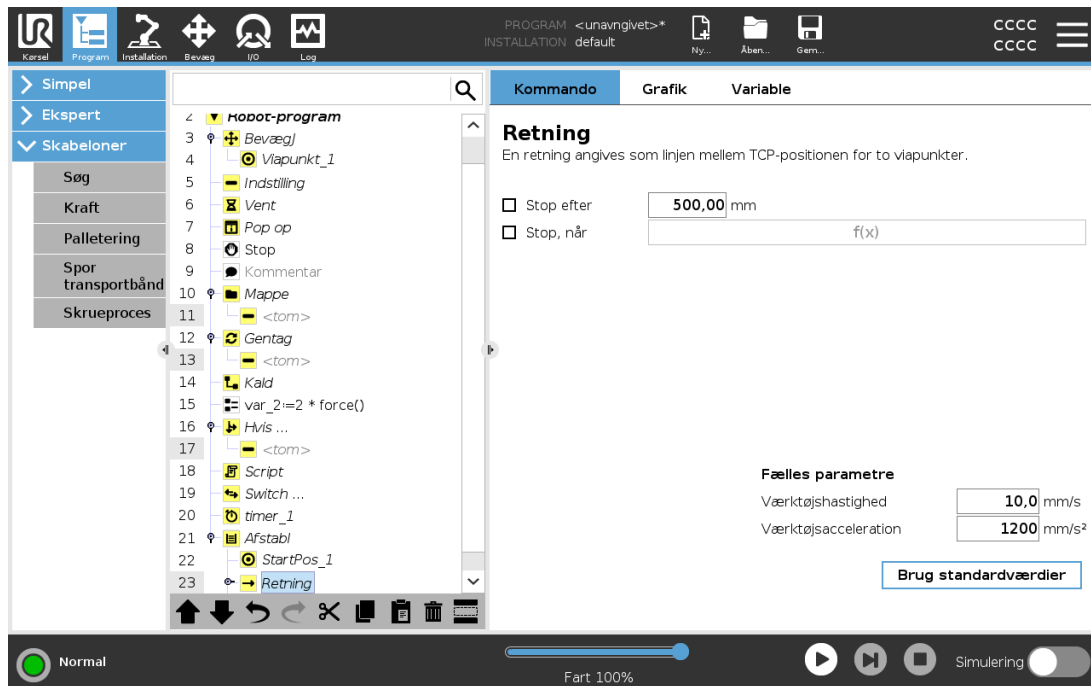 PROGRAM <unavngivet>*
INSTALLATION default
CCCC
CCCC
UR
Kørsel
Program
Installation
Bevæg
I/O
Log
Ny...
Åben...
Gem...
Simpel
Ekspert
Skabeloner
Søg
Kraft
Palletering
Spor
transportbånd
Skrueproces
2 Robot-program
3 BevægJ
4 Viapunkt_1
5 Indstilling
6 Vent
7 Pop op
8 Stop
9 Kommentar
10 Mappe
11 <tom>
12 Gentag
13 <tom>
14 Kald
15 var_2:=2 * force()
16 Hvis ...
17 <tom>
18 Script
19 Switch ...
20 timer_1
21 Afstabl
22 StartPos_1
23 Retning
Kommando
Grafik
Variable
Retning
En retning angives som linjen mellem TCP-positionen for to viapunkter.
Stop efter 500,00 mm
Stop, når f(x)
Fælles parametre
Værktøjshastighed 10,0 mm/s
Værktøjsacceleration 1200 mm/s²
Brug standardværdier
Normal
Fart 100%
Simulering